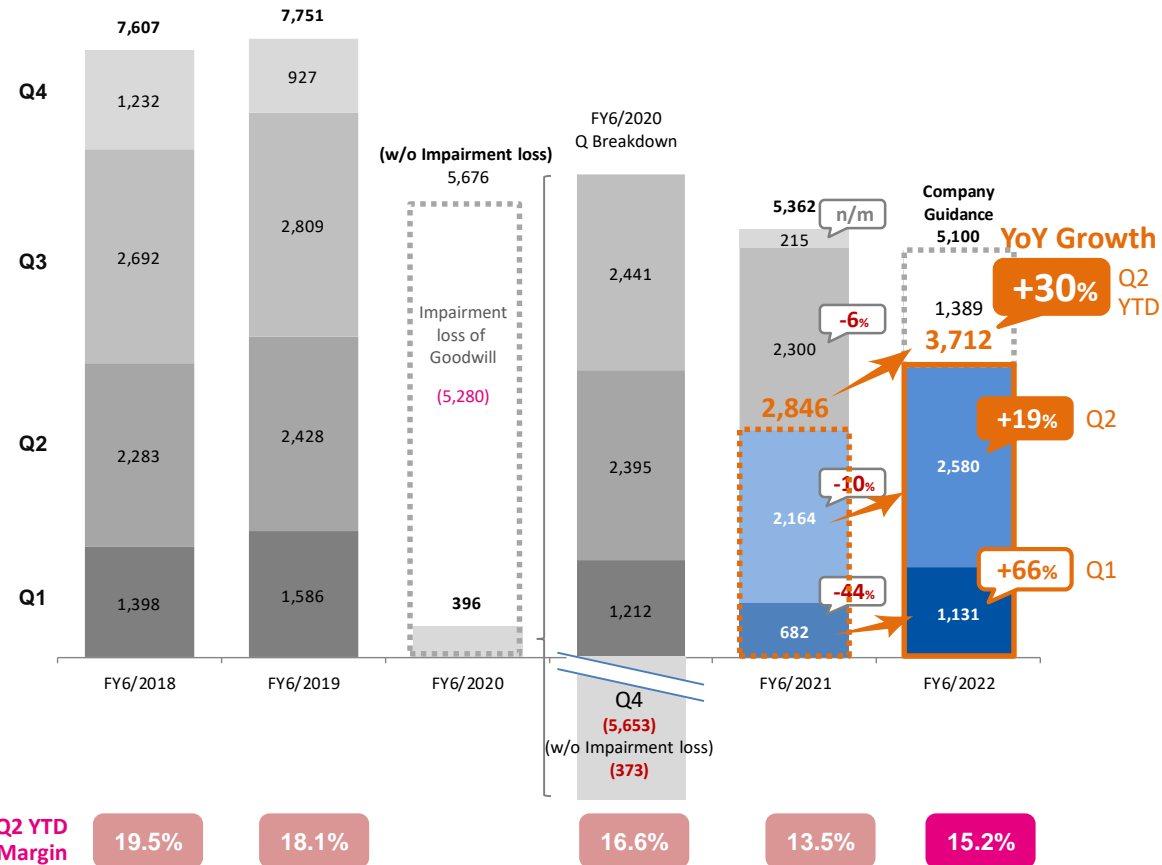 7,607
7,751
Q4
1,232
927
FY6/2020
Q Breakdown
(w/o Impairment loss)
5,676
5,362
n/m
215
Company
Guidance
5,100
YoY Growth
+30%
Q2
YTD
Q3
2,692
2,809
2,441
Impairment
loss of
Goodwill
(5,280)
-6%
2,300
1,389
3,712
2,846
+19%
Q2
Q2
2,283
2,428
2,395
-10%
2,164
2,580
Q1
1,398
1,586
396
1,212
-44%
682
+66%
Q1
1,131
FY6/2018
FY6/2019
FY6/2020
FY6/2021
FY6/2022
Q4
(5,653)
(w/o Impairment loss)
(373)
Q2 YTD
Margin
19.5%
18.1%
16.6%
13.5%
15.2%